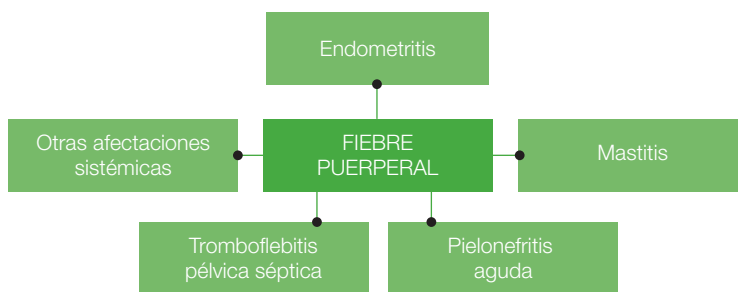 Endometritis
Otras afectaciones
sistémicas
FIEBRE
PUERPERAL
Mastitis
Tromboflebitis
pélvica séptica
Pielonefritis
aguda